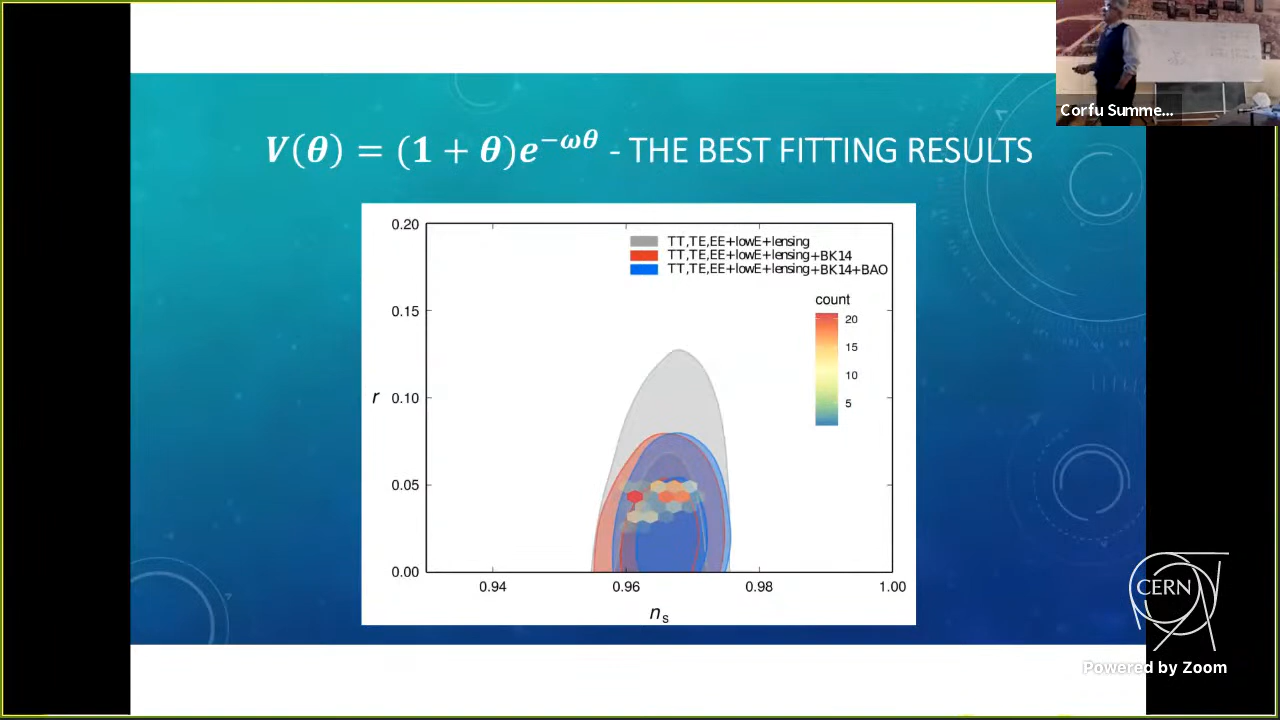 Corfu Summe...
V(θ) = (1 + θ)e^{−ωθ} - THE BEST FITTING RESULTS
0.20
0.15
0.10
0.05
0.00
r
TT,TE,EE+lowE+lensing
TT,TE,EE+lowE+lensing+BK14
TT,TE,EE+lowE+lensing+BK14+BAO
count
20
15
10
5
0.94
0.96
0.98
1.00
n_s
CERN
Powered by Zoom